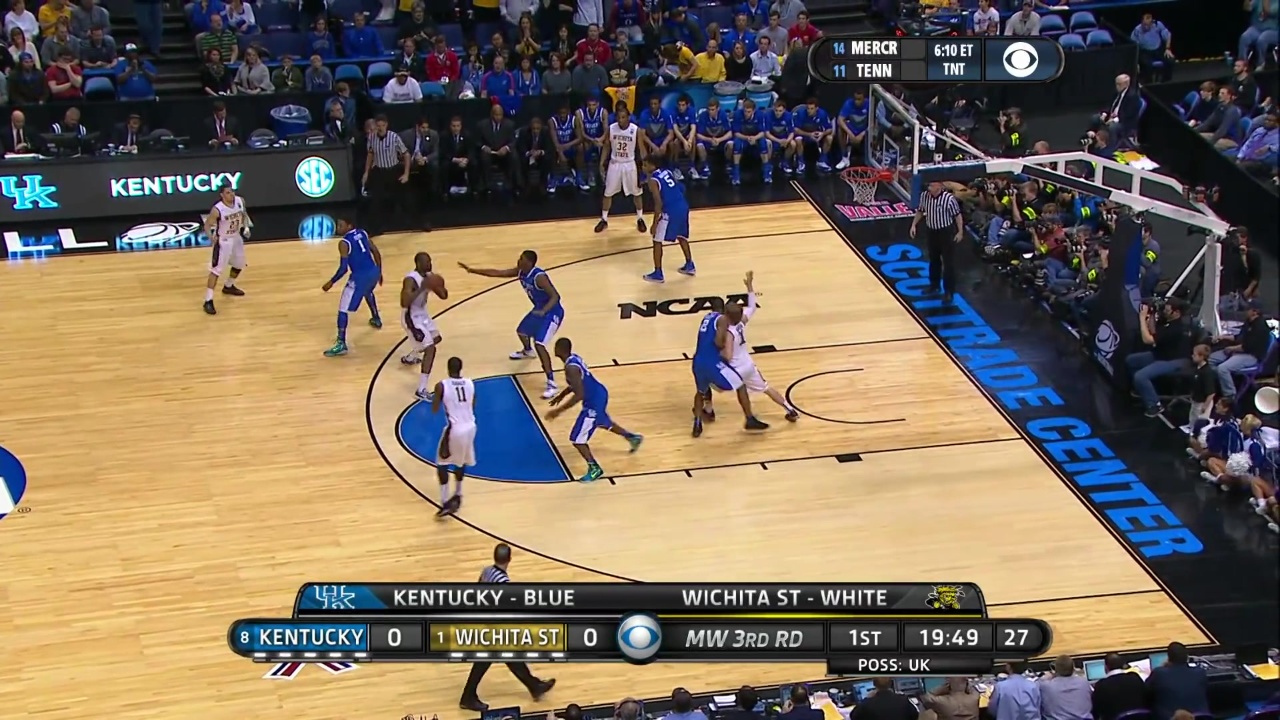 14 MERCR
11 TENN
6:10 ET
TNT
UK
KENTUCKY
SEC
WICHITA
32
5
1
11
NCAA
SCOTTRADE CENTER
UK KENTUCKY - BLUE WICHITA ST - WHITE
8 KENTUCKY 0 1 WICHITA ST 0 MW 3RD RD 1ST 19:49 27
POSS: UK